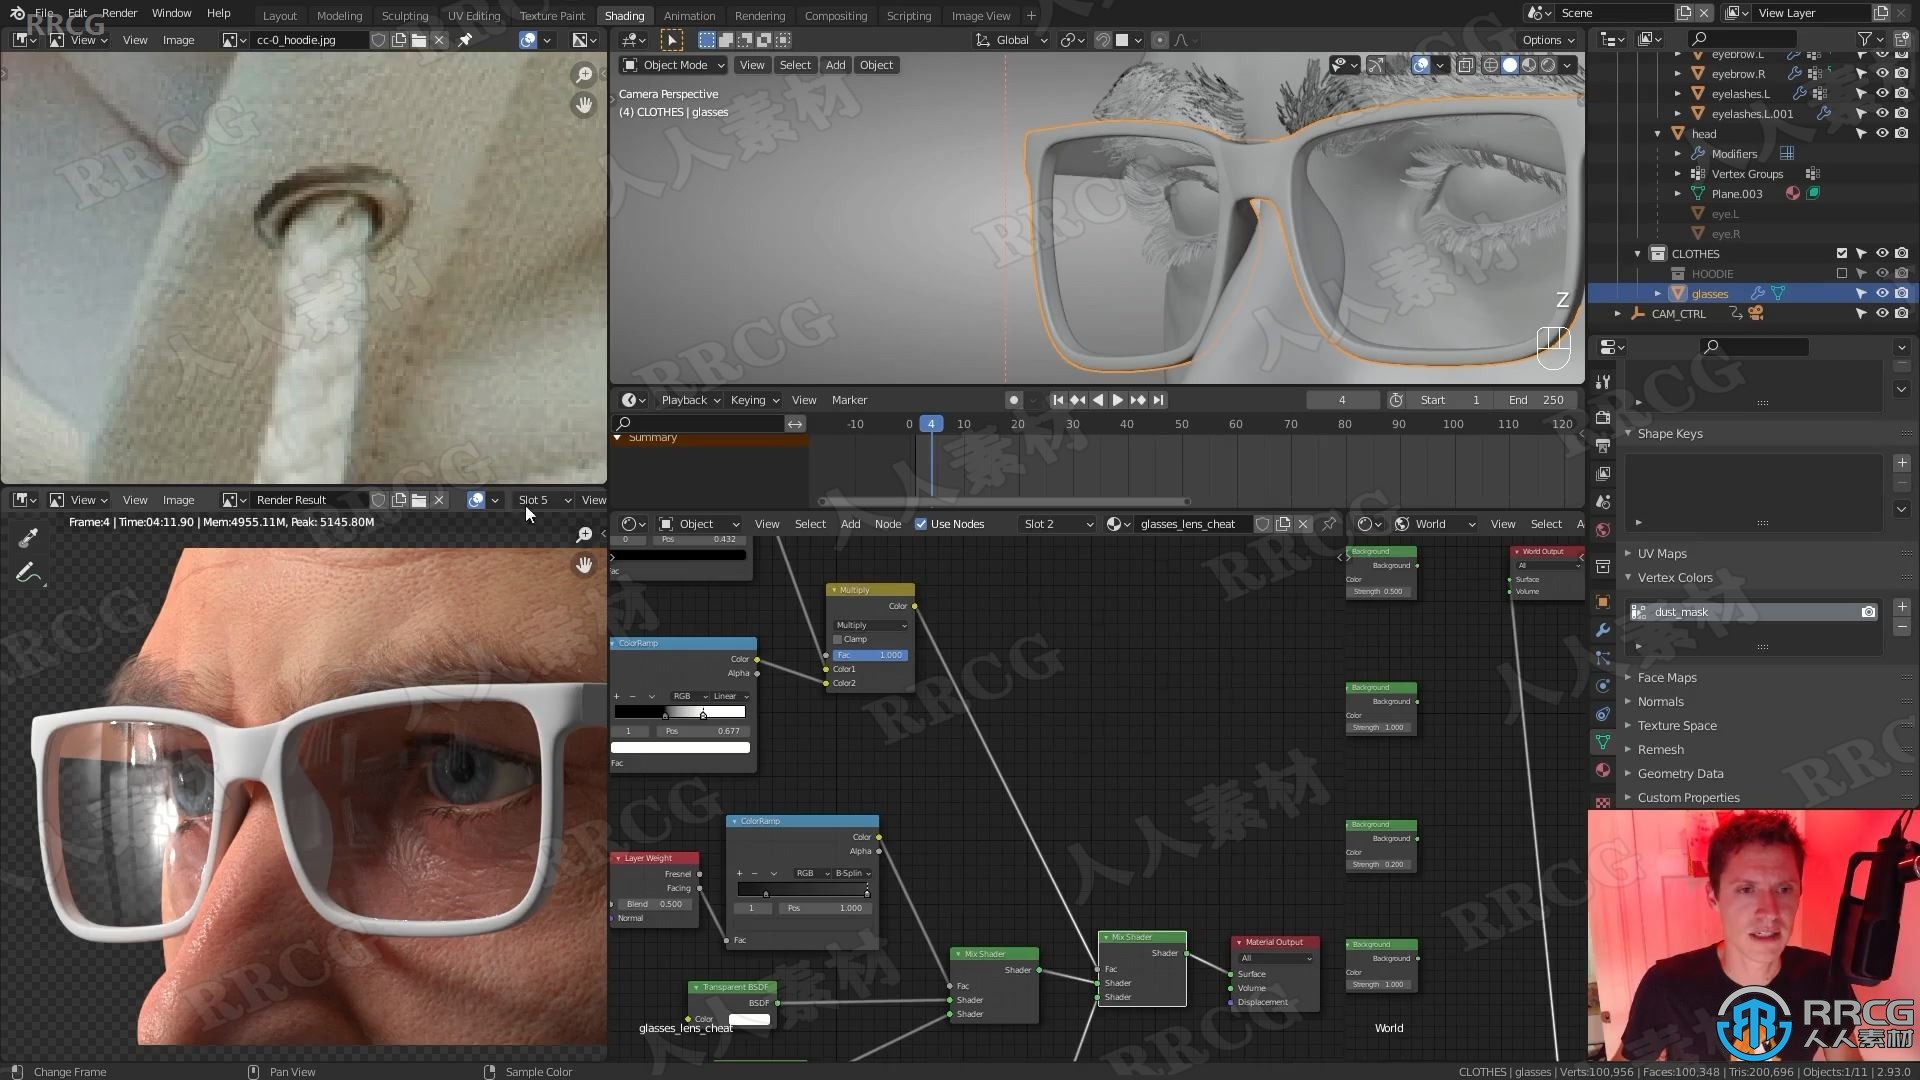 File Edit Render Window Help
Layout Modeling Sculpting UV Editing Texture Paint Shading Animation Rendering Compositing Scripting Image View +
Scene
View Layer
RRCG
View View Image cc-0_hoodie.jpg
Global
Options
Object Mode View Select Add Object
Camera Perspective
(4) CLOTHES | glasses
Z
eyebrow.L
eyebrow.R
eyelashes.L
eyelashes.L.001
head
Modifiers
Vertex Groups
Plane.003
eye.L
eye.R
CLOTHES
HOODIE
glasses
CAM_CTRL
Playback Keying View Marker
4 Start 1 End 250
-10 0 4 10 20 30 40 50 60 70 80 90 100 110 120
Summary
Shape Keys
UV Maps
Vertex Colors
dust_mask
Face Maps
Normals
Texture Space
Remesh
Geometry Data
Custom Properties
View View Image Render Result Slot 5 View
Frame:4 | Time:04:11.90 | Mem:4955.11M, Peak: 5145.80M
Object View Select Add Node Use Nodes Slot 2 glasses_lens_cheat
World View Select A
0 Pos 0.432
Fac
Multiply
Color
Multiply
Clamp
Fac 1.000
Color1
Color2
ColorRamp
Color
Alpha
+ − RGB Linear
1 Pos 0.677
Fac
ColorRamp
Color
Alpha
+ − RGB B-Splin
1 Pos 1.000
Fac
Layer Weight
Fresnel
Facing
Blend 0.500
Normal
Transparent BSDF
BSDF
Color
Mix Shader
Shader
Fac
Shader
Shader
Mix Shader
Shader
Fac
Shader
Shader
Material Output
All
Surface
Volume
Displacement
glasses_lens_cheat
Background
Background
Color
Strength 0.500
World Output
All
Surface
Volume
Background
Background
Color
Strength 1.000
Background
Background
Color
Strength 0.200
Background
Background
Color
Strength 1.000
World
RRCG
人人素材
Change Frame Pan View Sample Color
CLOTHES | glasses | Verts:100,956 | Faces:100,348 | Tris:200,696 | Objects:1/11 | 2.93.0